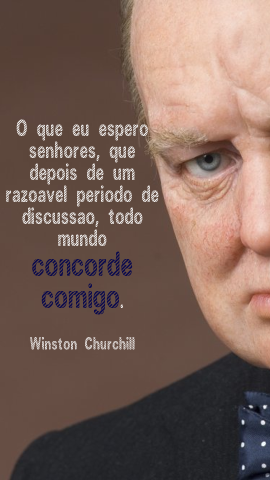 O que eu espero
senhores, que
depois de um
razoavel periodo de
discussao, todo
mundo
concorde
comigo.
Winston Churchill